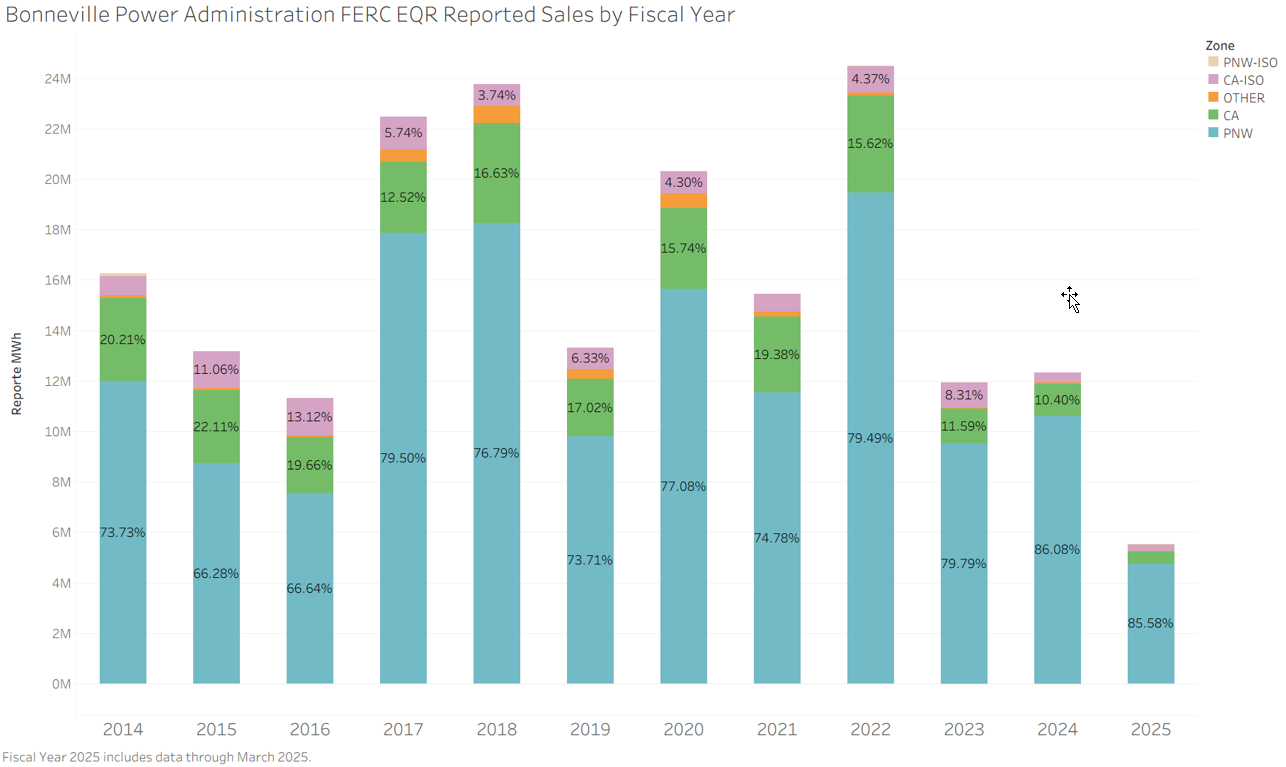 Bonneville Power Administration FERC EQR Reported Sales by Fiscal Year
Zone
PNW-ISO
CA-ISO
OTHER
CA
PNW
Reporte MWh
24M
22M
20M
18M
16M
14M
12M
10M
8M
6M
4M
2M
0M
20.21%
73.73%
11.06%
22.11%
66.28%
13.12%
19.66%
66.64%
5.74%
12.52%
79.50%
3.74%
16.63%
76.79%
6.33%
17.02%
73.71%
4.30%
15.74%
77.08%
19.38%
74.78%
4.37%
15.62%
79.49%
8.31%
11.59%
79.79%
10.40%
86.08%
85.58%
2014 2015 2016 2017 2018 2019 2020 2021 2022 2023 2024 2025
Fiscal Year 2025 includes data through March 2025.